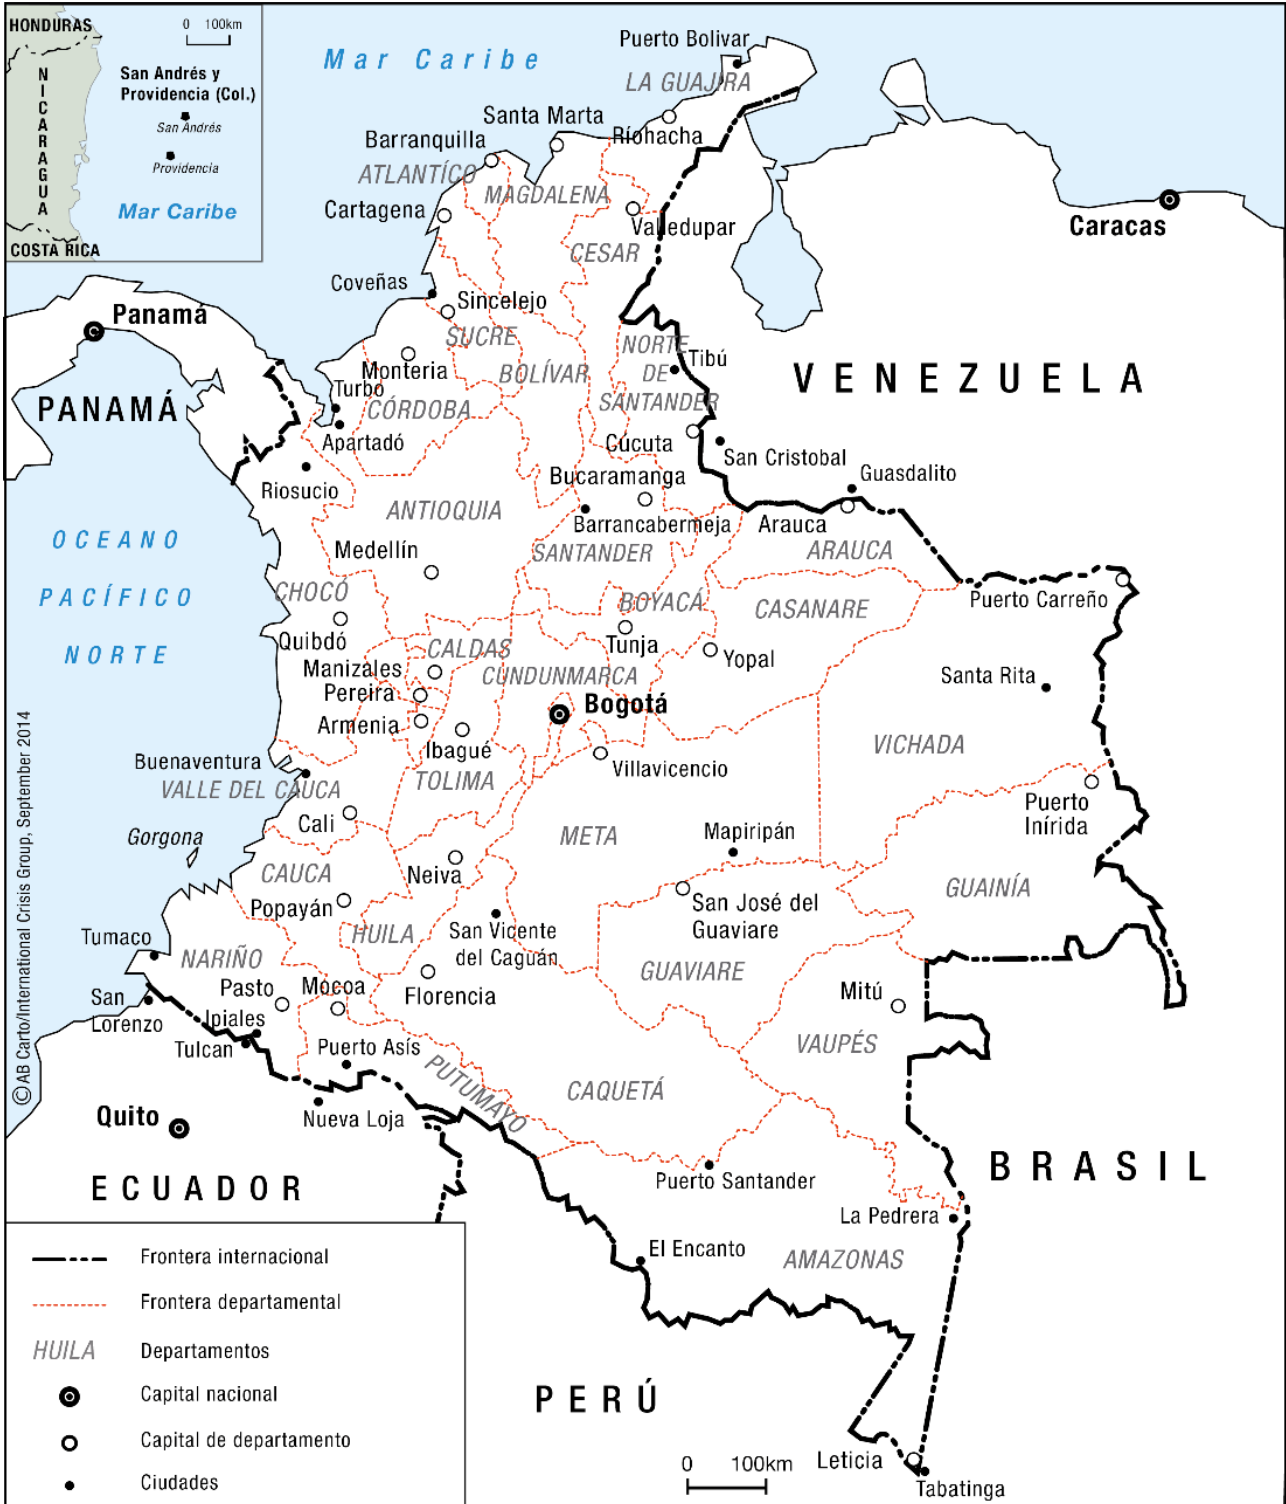 HONDURAS
0 100km
NICARAGUA
San Andrés y
Providencia (Col.)
San Andrés
Providencia
Mar Caribe
COSTA RICA
Mar Caribe
Puerto Bolivar
LA GUAJIRA
Santa Marta
Ríohacha
Barranquilla
ATLANTÍCO
MAGDALENA
Cartagena
Valledupar
Caracas
CESAR
Coveñas
Sincelejo
Panamá
SUCRE
NORTE
DE
SANTANDER
Tibú
Monteria
BOLÍVAR
VENEZUELA
Turbo
PANAMÁ
CÓRDOBA
Apartadó
Cúcuta
San Cristobal
Guasdalito
Riosucio
Bucaramanga
ANTIOQUIA
Barrancabermeja
Arauca
OCEANO
PACÍFICO
NORTE
Medellín
SANTANDER
ARAUCA
CHOCÓ
BOYACÁ
CASANARE
Puerto Carreño
Quibdó
CALDAS
Tunja
Yopal
Manizales
CUNDUNMARCA
Santa Rita
Pereira
Bogotá
Armenia
Ibagué
VICHADA
Buenaventura
Villavicencio
VALLE DEL CAUCA
TOLIMA
Cali
META
Mapiripán
Puerto
Inírida
Gorgona
CAUCA
Neiva
GUAINÍA
Popayán
San José del
Guaviare
HUILA
San Vicente
del Caguán
Tumaco
NARIÑO
GUAVIARE
Pasto
Mocoa
Florencia
Mitú
San
Lorenzo
Ipiales
Tulcan
Puerto Asís
VAUPÉS
PUTUMAYO
CAQUETÁ
Quito
Nueva Loja
ECUADOR
Puerto Santander
BRASIL
La Pedrera
El Encanto
AMAZONAS
PERÚ
Leticia
Tabatinga
0 100km
Frontera internacional
Frontera departamental
HUILA Departamentos
Capital nacional
Capital de departamento
Ciudades
©AB Carto/International Crisis Group, September 2014